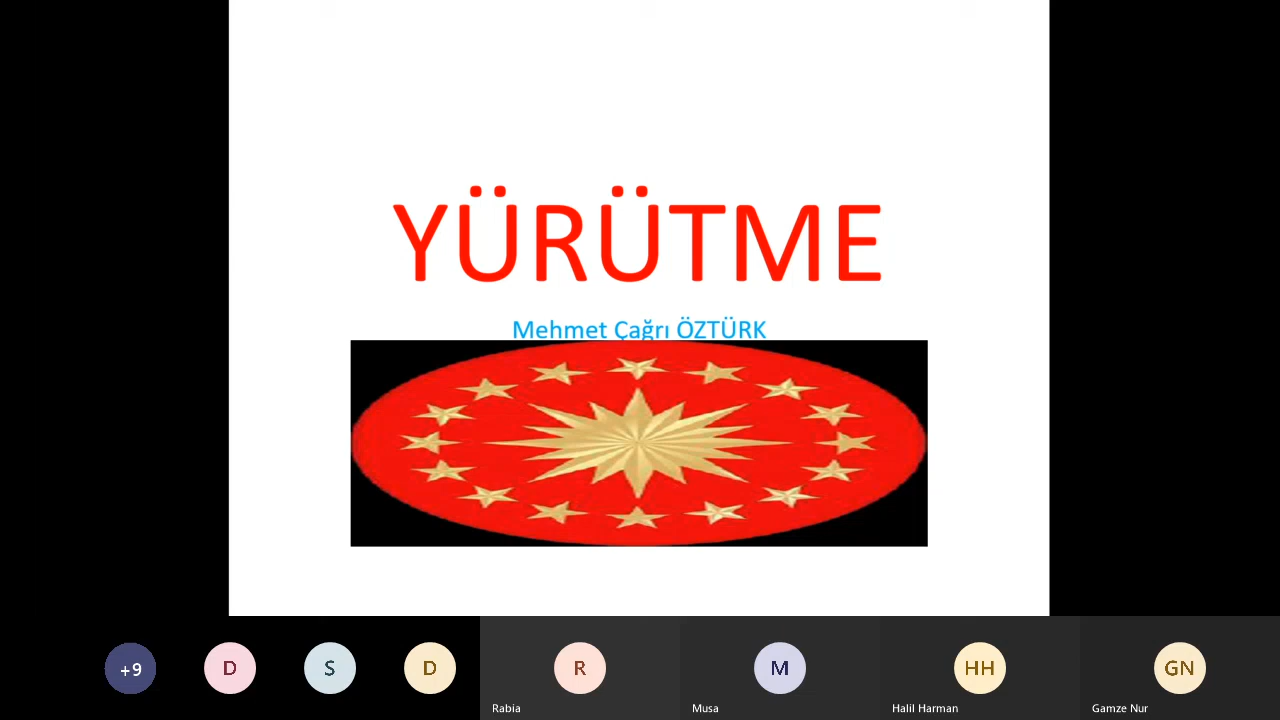 YÜRÜTME
Mehmet Çağrı ÖZTÜRK
+9
D
S
D
R
M
HH
GN
Rabia
Musa
Halil Harman
Gamze Nur